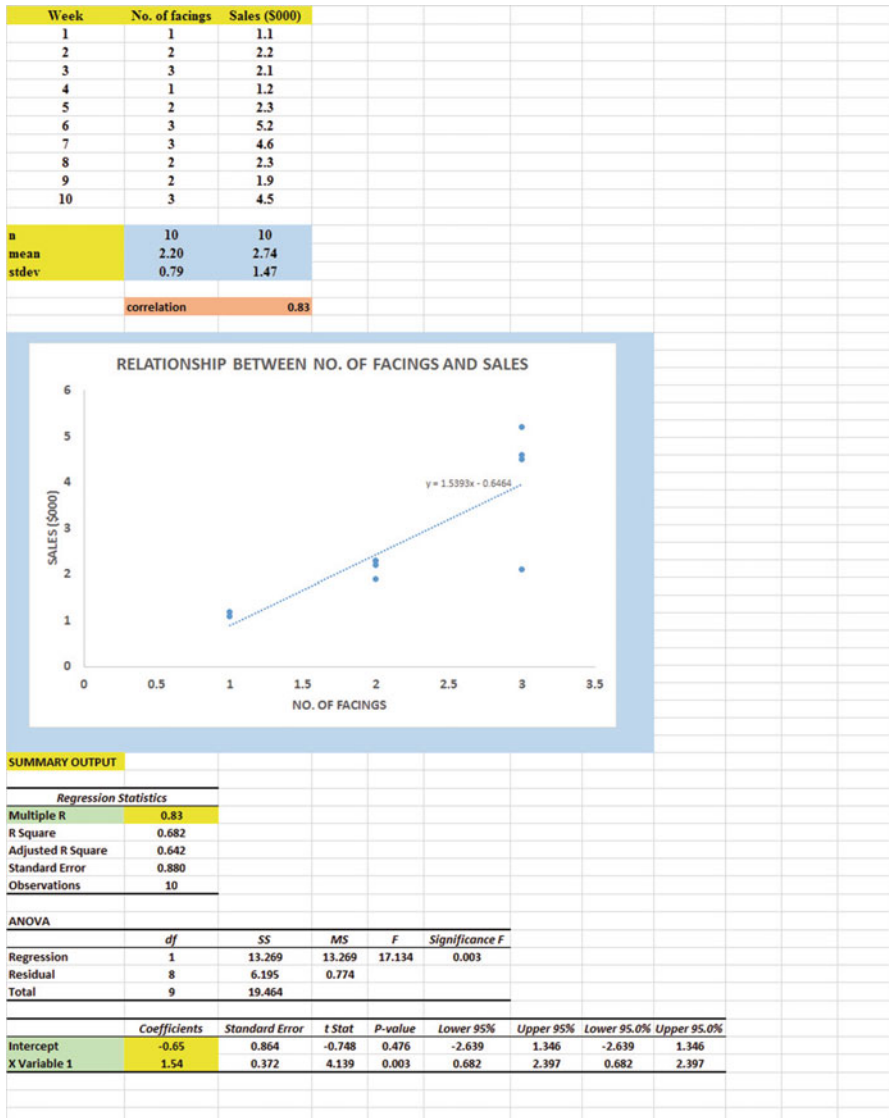 Week No. of facings Sales ($000)
1 1 1.1
2 2 2.2
3 3 2.1
4 1 1.2
5 2 2.3
6 3 5.2
7 3 4.6
8 2 2.3
9 2 1.9
10 3 4.5
n 10 10
mean 2.20 2.74
stdev 0.79 1.47
correlation 0.83
RELATIONSHIP BETWEEN NO. OF FACINGS AND SALES
6
5
4
3
2
1
0
SALES ($000)
y = 1.5393x - 0.6464
0 0.5 1 1.5 2 2.5 3 3.5
NO. OF FACINGS
SUMMARY OUTPUT
Regression Statistics
Multiple R 0.83
R Square 0.682
Adjusted R Square 0.642
Standard Error 0.880
Observations 10
ANOVA
df SS MS F Significance F
Regression 1 13.269 13.269 17.134 0.003
Residual 8 6.195 0.774
Total 9 19.464
Coefficients Standard Error t Stat P-value Lower 95% Upper 95% Lower 95.0% Upper 95.0%
Intercept -0.65 0.864 -0.748 0.476 -2.639 1.346 -2.639 1.346
X Variable 1 1.54 0.372 4.139 0.003 0.682 2.397 0.682 2.397